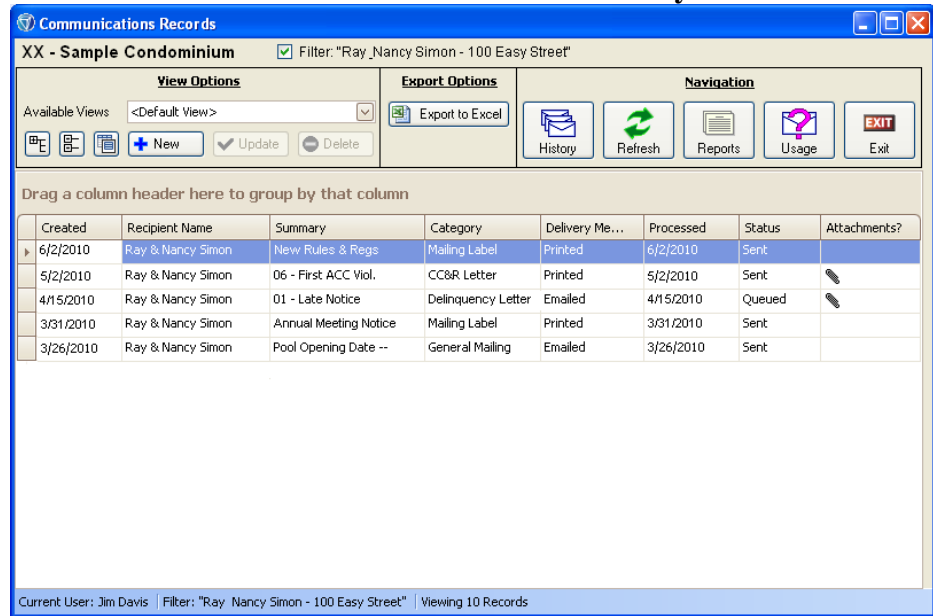 Communications Records
XX - Sample Condominium Filter: "Ray_Nancy Simon - 100 Easy Street"
View Options Export Options Navigation
Available Views <Default View> Export to Excel
New Update Delete History Refresh Reports Usage EXIT Exit
Drag a column header here to group by that column
Created Recipient Name Summary Category Delivery Me... Processed Status Attachments?
6/2/2010 Ray & Nancy Simon New Rules & Regs Mailing Label Printed 6/2/2010 Sent
5/2/2010 Ray & Nancy Simon 06 - First ACC Viol. CC&R Letter Printed 5/2/2010 Sent
4/15/2010 Ray & Nancy Simon 01 - Late Notice Delinquency Letter Emailed 4/15/2010 Queued
3/31/2010 Ray & Nancy Simon Annual Meeting Notice Mailing Label Printed 3/31/2010 Sent
3/26/2010 Ray & Nancy Simon Pool Opening Date -- General Mailing Emailed 3/26/2010 Sent
Current User: Jim Davis Filter: "Ray Nancy Simon - 100 Easy Street" Viewing 10 Records